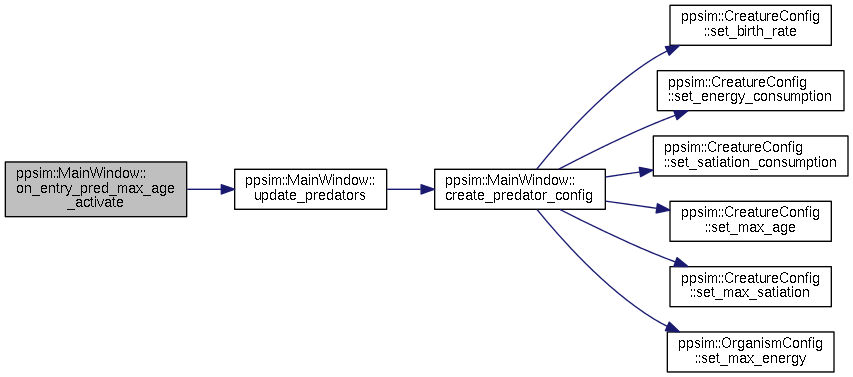 ppsim::MainWindow::
on_entry_pred_max_age
_activate
ppsim::MainWindow::
update_predators
ppsim::MainWindow::
create_predator_config
ppsim::CreatureConfig
::set_birth_rate
ppsim::CreatureConfig
::set_energy_consumption
ppsim::CreatureConfig
::set_satiation_consumption
ppsim::CreatureConfig
::set_max_age
ppsim::CreatureConfig
::set_max_satiation
ppsim::OrganismConfig
::set_max_energy